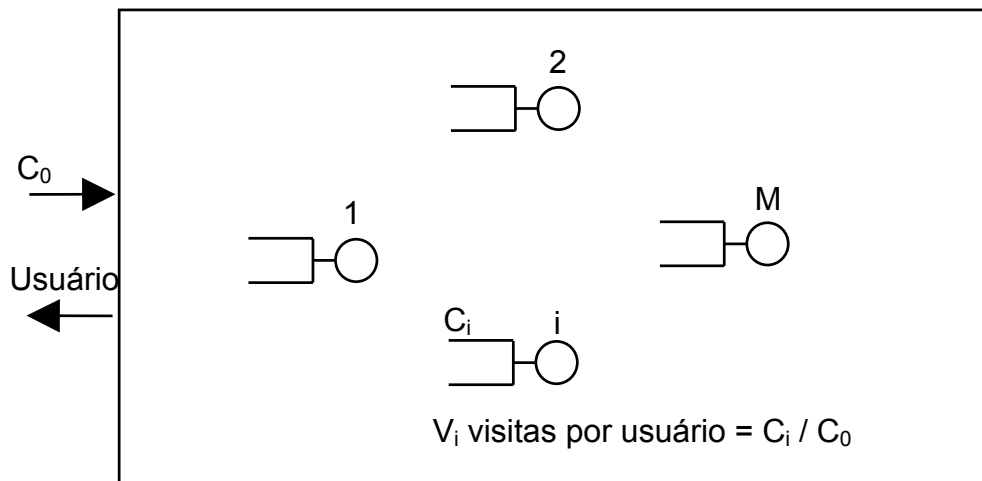 2
C₀
1
M
Usuário
Cᵢ i
Vᵢ visitas por usuário = Cᵢ / C₀